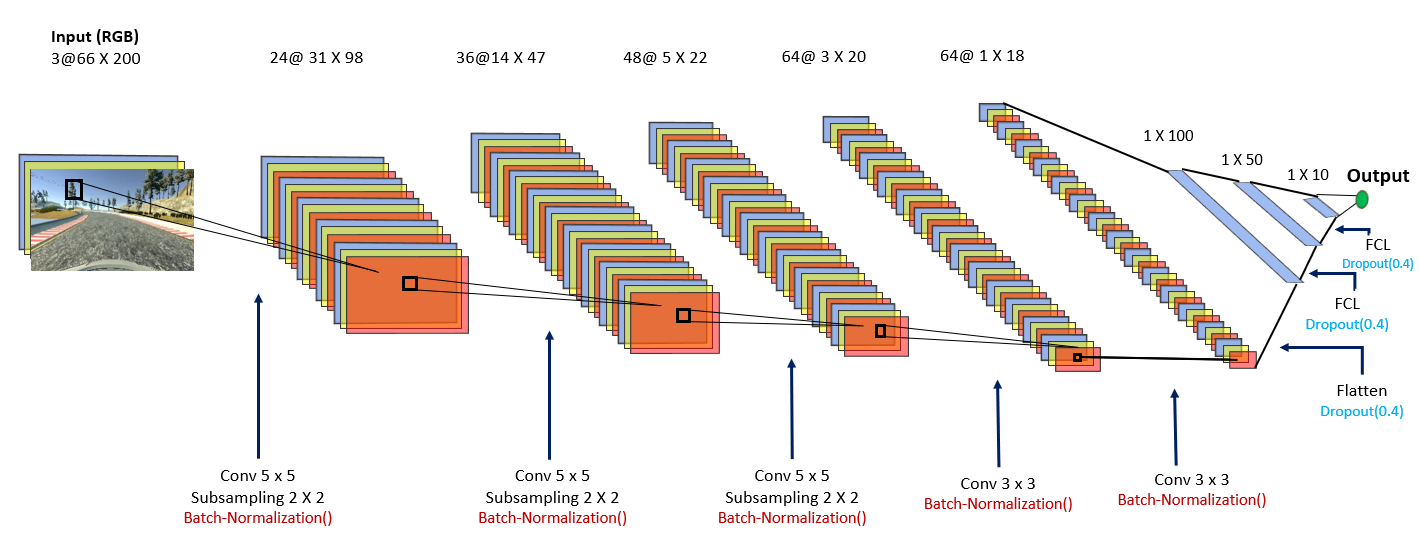 Input (RGB)
3@66 X 200
24@ 31 X 98
36@14 X 47
48@ 5 X 22
64@ 3 X 20
64@ 1 X 18
1 X 100
1 X 50
1 X 10
Output
FCL
Dropout(0.4)
FCL
Dropout(0.4)
Flatten
Dropout(0.4)
Conv 5 x 5
Subsampling 2 X 2
Batch-Normalization()
Conv 5 x 5
Subsampling 2 X 2
Batch-Normalization()
Conv 5 x 5
Subsampling 2 X 2
Batch-Normalization()
Conv 3 x 3
Batch-Normalization()
Conv 3 x 3
Batch-Normalization()